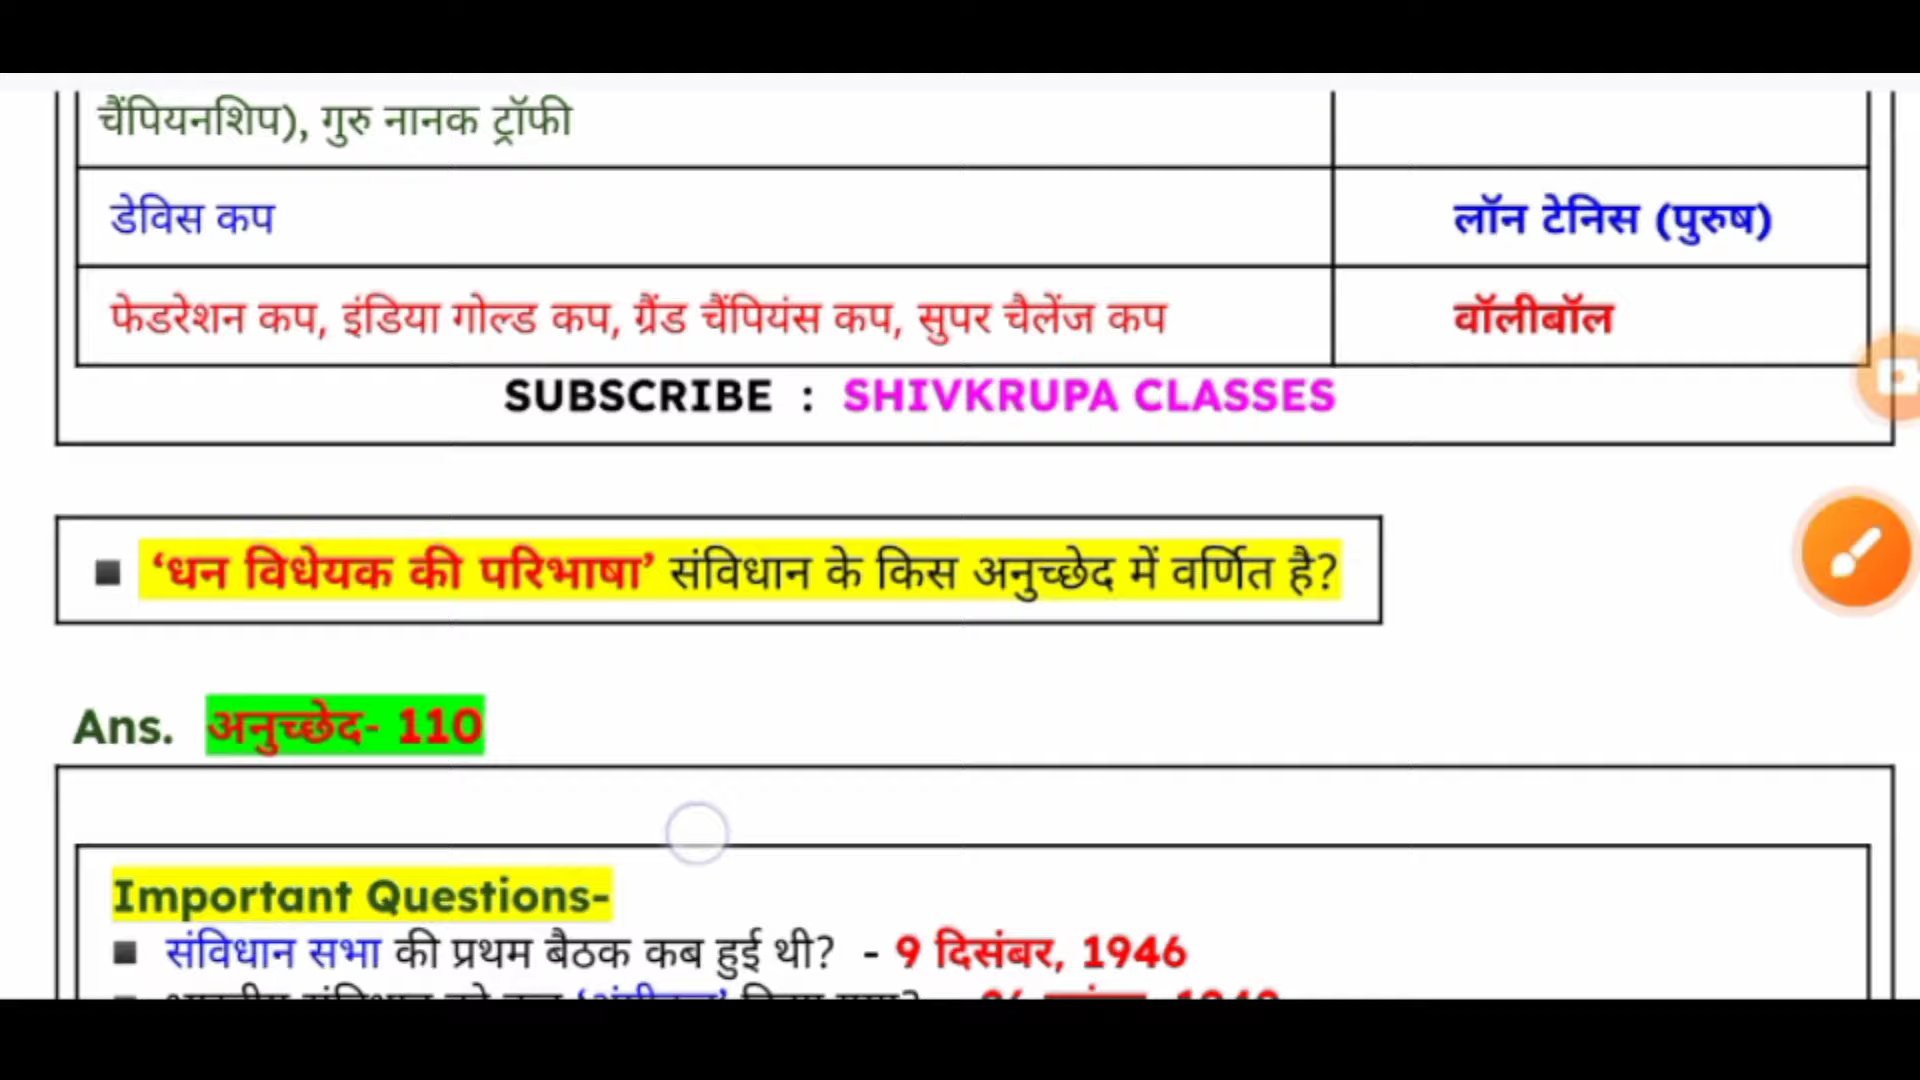 चैंपियनशिप), गुरु नानक ट्रॉफी
डेविस कप लॉन टेनिस (पुरुष)
फेडरेशन कप, इंडिया गोल्ड कप, ग्रैंड चैंपियंस कप, सुपर चैलेंज कप वॉलीबॉल
SUBSCRIBE : SHIVKRUPA CLASSES
▪ ‘धन विधेयक की परिभाषा’ संविधान के किस अनुच्छेद में वर्णित है?
Ans. अनुच्छेद- 110
Important Questions-
▪ संविधान सभा की प्रथम बैठक कब हुई थी? - 9 दिसंबर, 1946